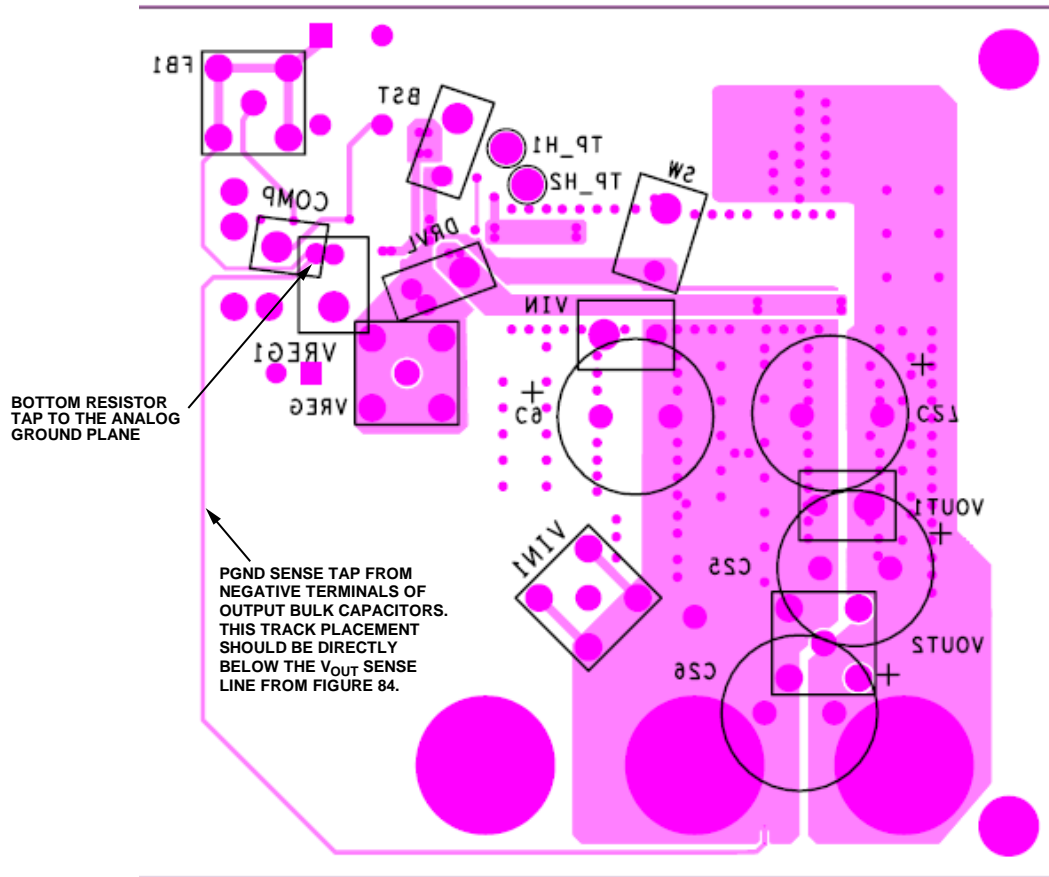 FB1
BST
TP_H1
TP_H2
SW
COMP
DRVL
VIN
VREG1
VREG
BOTTOM RESISTOR
TAP TO THE ANALOG
GROUND PLANE
+
C6
+
C27
VOUT1
+
VIN1
C25
PGND SENSE TAP FROM
NEGATIVE TERMINALS OF
OUTPUT BULK CAPACITORS.
THIS TRACK PLACEMENT
SHOULD BE DIRECTLY
BELOW THE VOUT SENSE
LINE FROM FIGURE 84.
VOUT2
C26
+